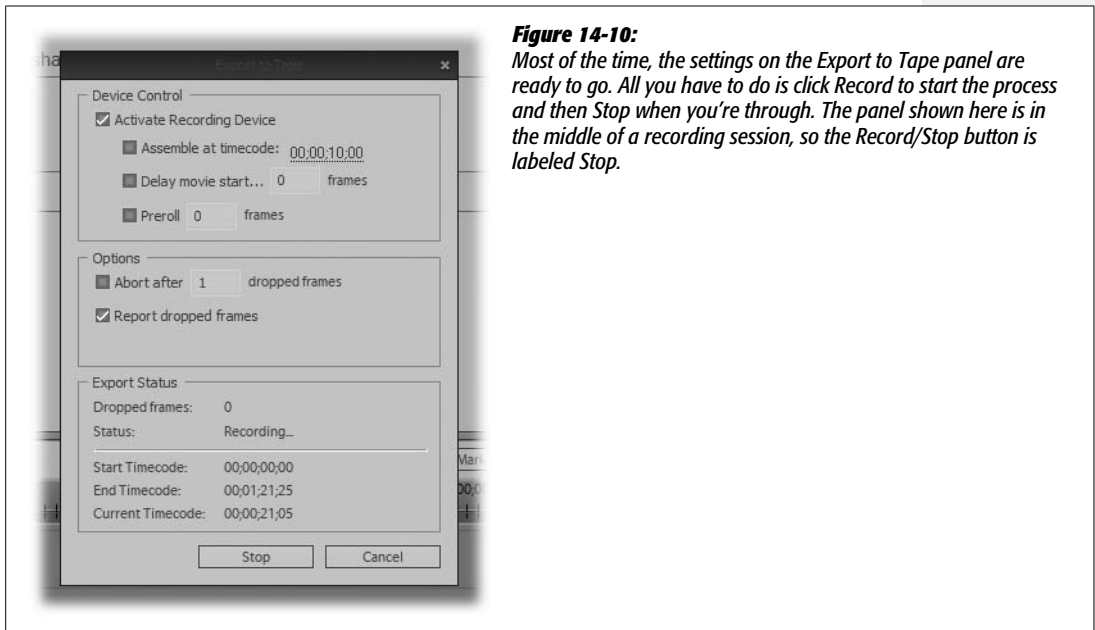 Figure 14-10:
Most of the time, the settings on the Export to Tape panel are
ready to go. All you have to do is click Record to start the process
and then Stop when you're through. The panel shown here is in
the middle of a recording session, so the Record/Stop button is
labeled Stop.
sha
Export to Tape
Device Control
Activate Recording Device
Assemble at timecode: 00;00;10;00
Delay movie start... 0 frames
Preroll 0 frames
Options
Abort after 1 dropped frames
Report dropped frames
Export Status
Dropped frames: 0
Status: Recording...
Start Timecode: 00;00;00;00
End Timecode: 00;01;21;25
Current Timecode: 00;00;21;05
Stop Cancel
Mark